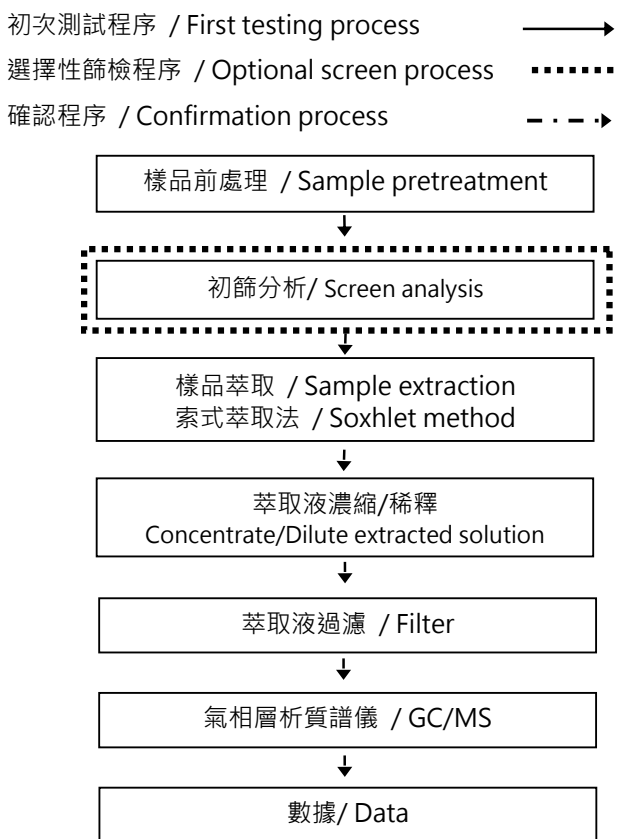 初次測試程序 / First testing process
選擇性篩檢程序 / Optional screen process
確認程序 / Confirmation process
樣品前處理 / Sample pretreatment
初篩分析/ Screen analysis
樣品萃取 / Sample extraction
索式萃取法 / Soxhlet method
萃取液濃縮/稀釋
Concentrate/Dilute extracted solution
萃取液過濾 / Filter
氣相層析質譜儀 / GC/MS
數據/ Data